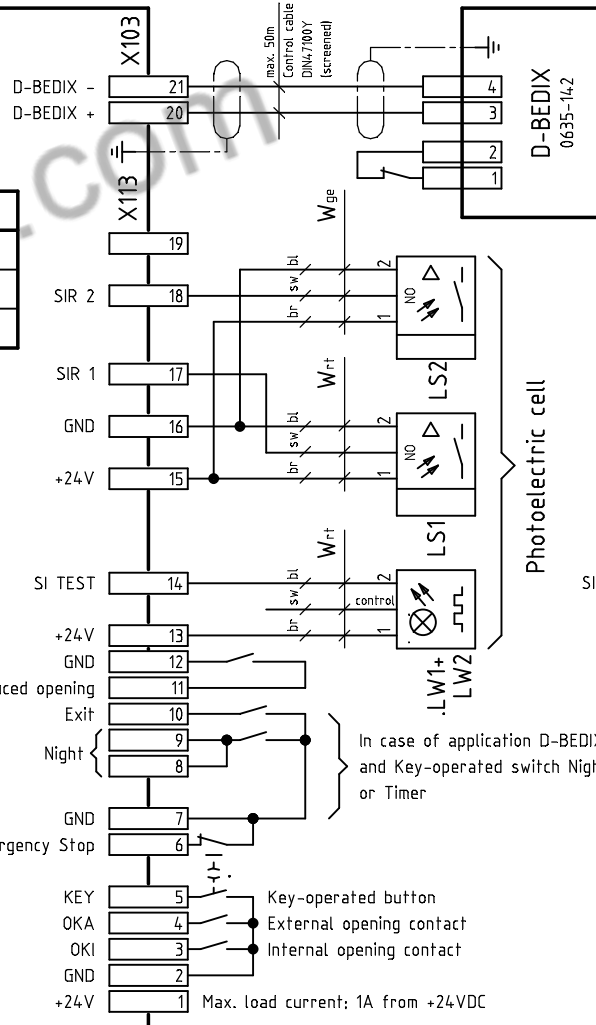 X103
max. 50m
Control cable
DIN47100Y
(screened)
D-BEDIX - 21
D-BEDIX + 20
4
3
2
1
D-BEDIX
0635-142
.com
X113
Wge
19
SIR 2 18
bl 2
sw
br 1
NO
LS2
SIR 1 17
Wrt
GND 16
bl 2
sw
br 1
NO
LS1
+24V 15
Photoelectric cell
Wrt
SI TEST 14
bl 2
sw control
br 1
+24V 13
.LW1+
LW2
SI
GND 12
uced opening 11
Exit 10
Night 9
8
In case of application D-BEDI
and Key-operated switch Nigh
or Timer
GND 7
rgency Stop 6
KEY 5 Key-operated button
OKA 4 External opening contact
OKI 3 Internal opening contact
GND 2
+24V 1 Max. load current; 1A from +24VDC